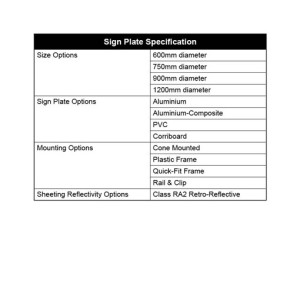 Sign Plate Specification
Size Options 600mm diameter
750mm diameter
900mm diameter
1200mm diameter
Sign Plate Options Aluminium
Aluminium-Composite
PVC
Corriboard
Mounting Options Cone Mounted
Plastic Frame
Quick-Fit Frame
Rail & Clip
Sheeting Reflectivity Options Class RA2 Retro-Reflective